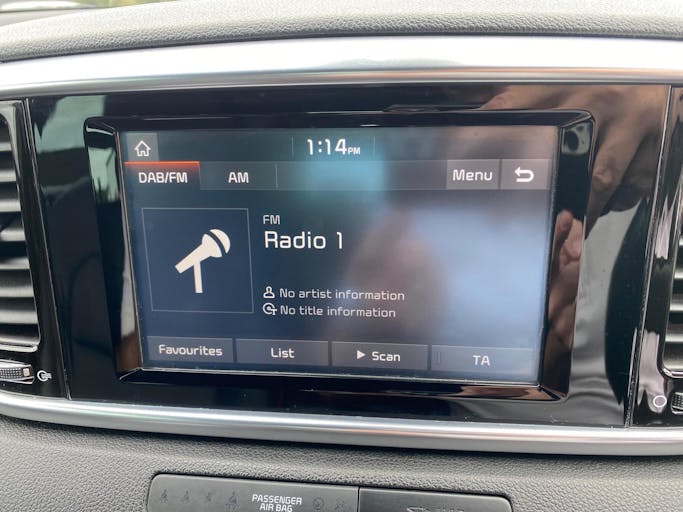 1:14PM
DAB/FM
AM
Menu
FM
Radio 1
No artist information
No title information
Favourites
List
Scan
TA
PASSENGER
AIR BAG